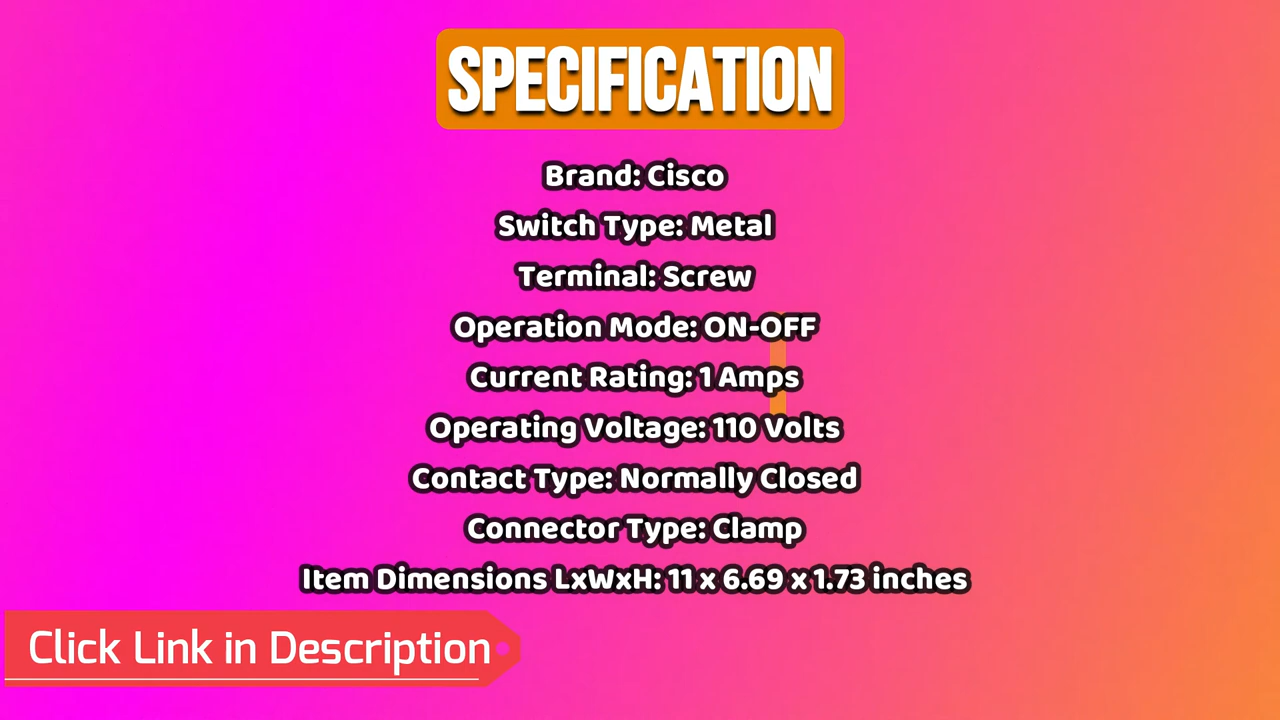 SPECIFICATION
Brand: Cisco
Switch Type: Metal
Terminal: Screw
Operation Mode: ON-OFF
Current Rating: 1 Amps
Operating Voltage: 110 Volts
Contact Type: Normally Closed
Connector Type: Clamp
Item Dimensions LxWxH: 11 x 6.69 x 1.73 inches
Click Link in Description